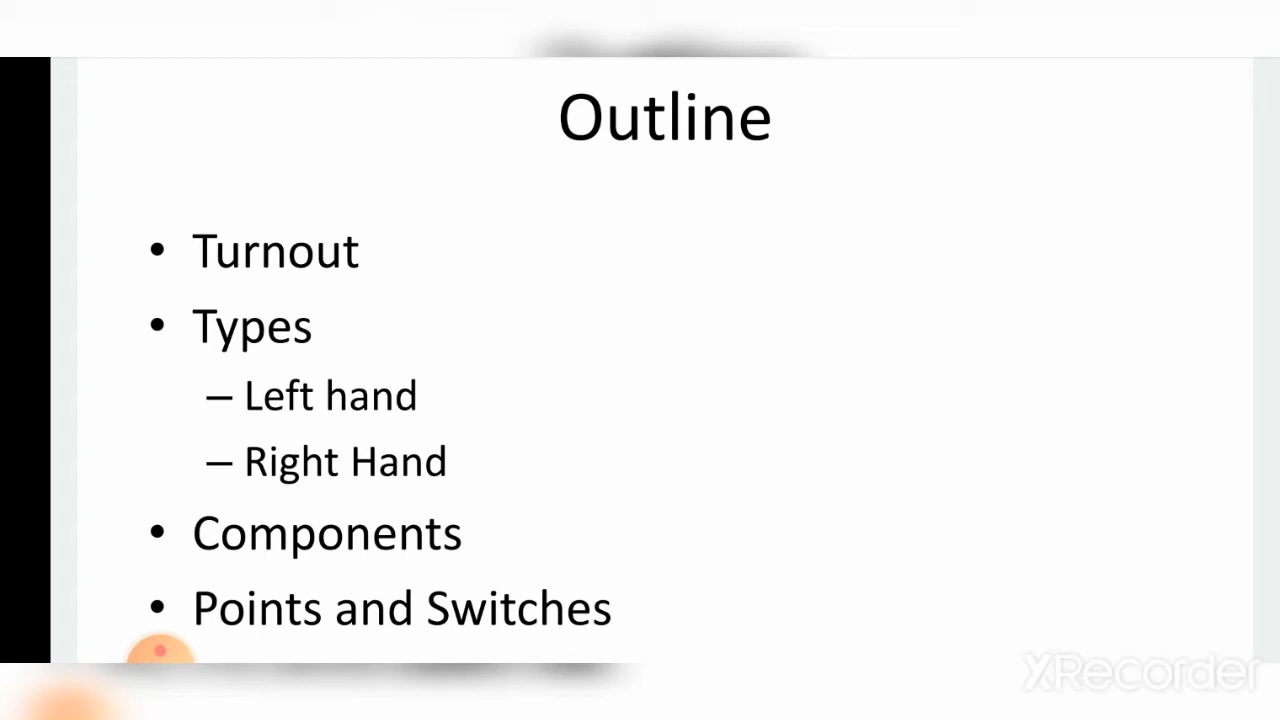 Outline
• Turnout
• Types
– Left hand
– Right Hand
• Components
• Points and Switches
XRecorder